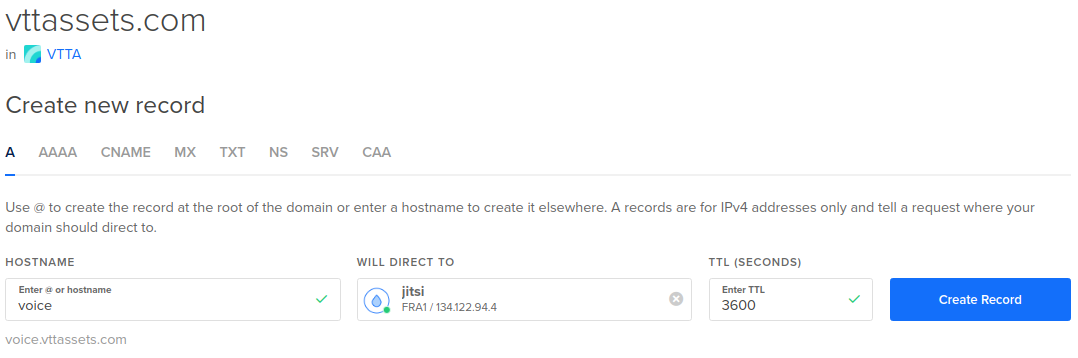 vttassets.com
in VTTA
Create new record
A AAAA CNAME MX TXT NS SRV CAA
Use @ to create the record at the root of the domain or enter a hostname to create it elsewhere. A records are for IPv4 addresses only and tell a request where your
domain should direct to.
HOSTNAME WILL DIRECT TO TTL (SECONDS)
Enter @ or hostname jitsi Enter TTL
voice FRA1 / 134.122.94.4 3600 Create Record
voice.vttassets.com